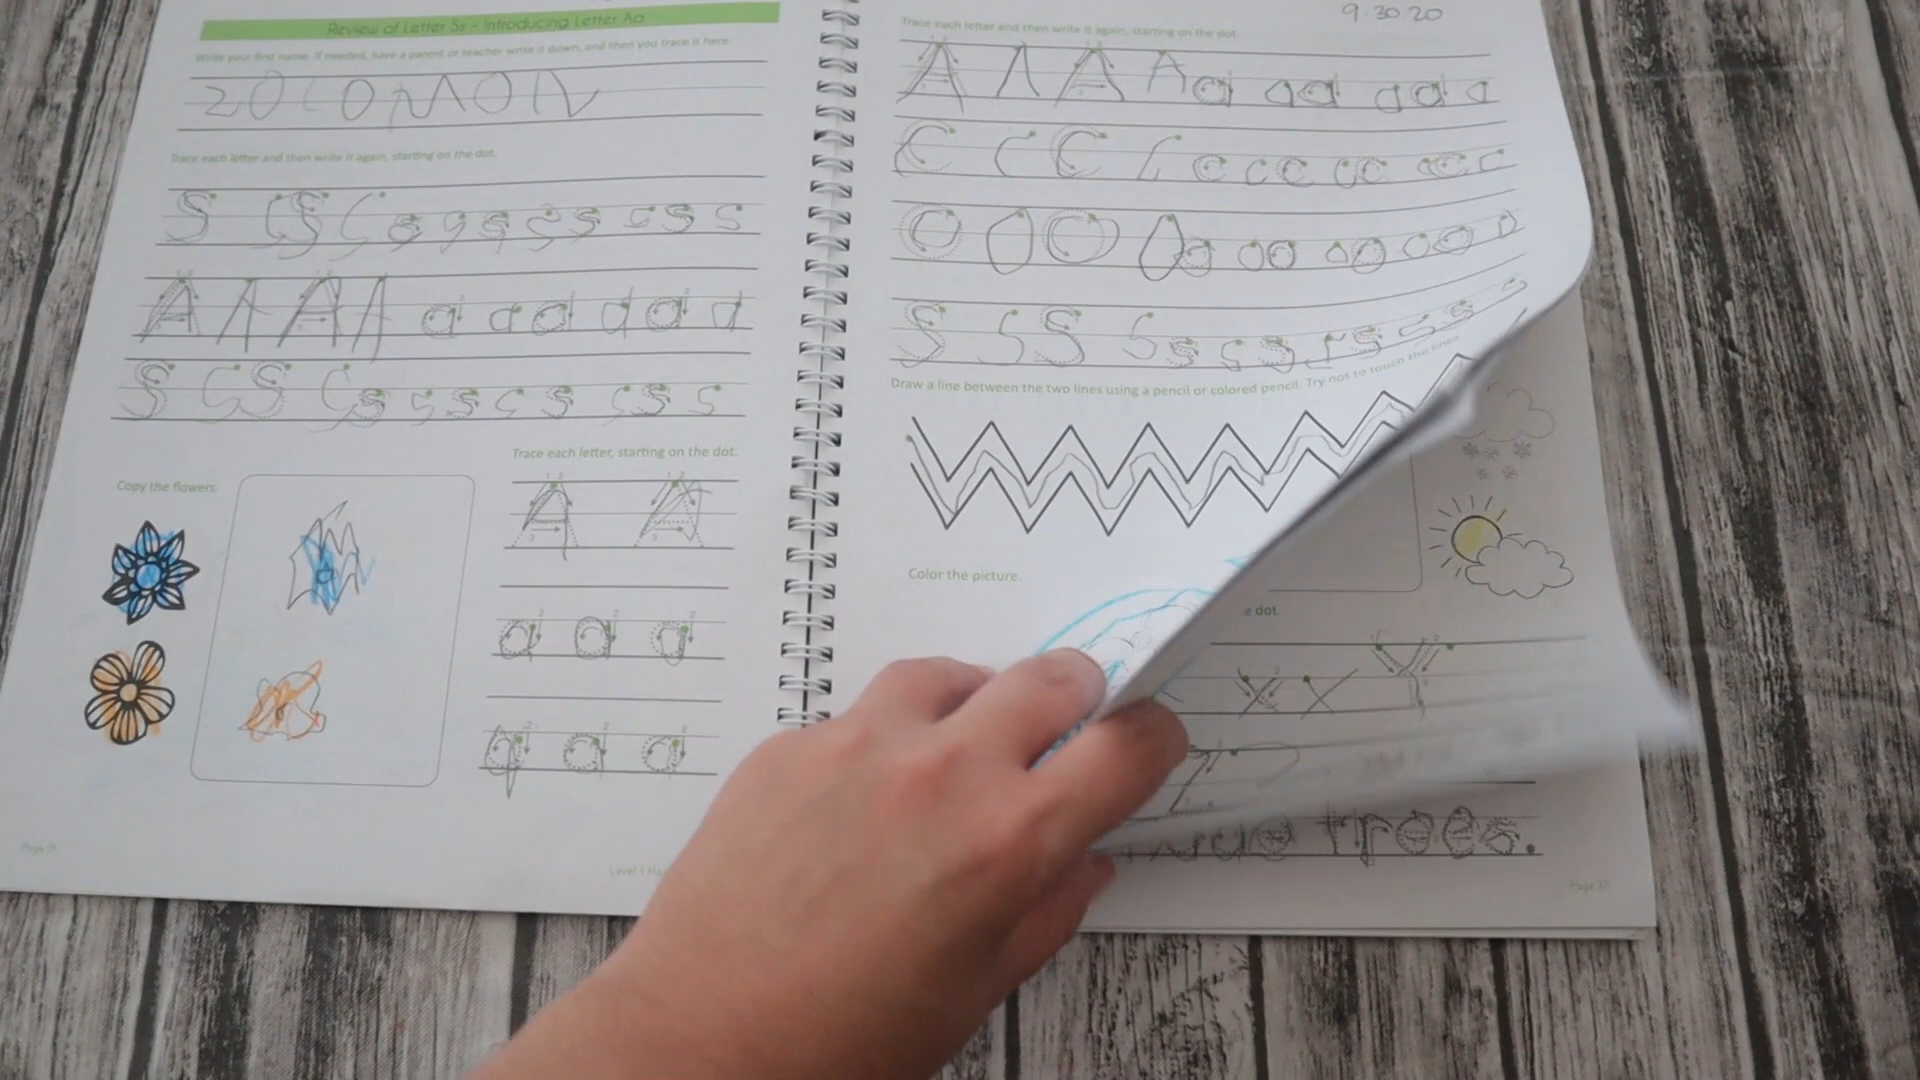 Review of Letter Ss - Introducing Letter Aa
Write your first name. If needed, have a parent or teacher write it down, and then you trace it here.
SOLOMON
Trace each letter and then write it again, starting on the dot.
S S S S s s s s s s s s
A A A A a a a a a a
S S S S s s s s s s s s
Copy the flowers.
Trace each letter, starting on the dot.
A A
a a a
a a a
Page 31
9.30.20
Trace each letter and then write it again, starting on the dot.
A A A A a a a a a a
C C C C c c c c c c c c
O O O O o o o o o o o o
S S S S s s s s s s s s
Draw a line between the two lines using a pencil or colored pencil. Try not to touch the lines.
Color the picture.
dot.
x x Y
trees.